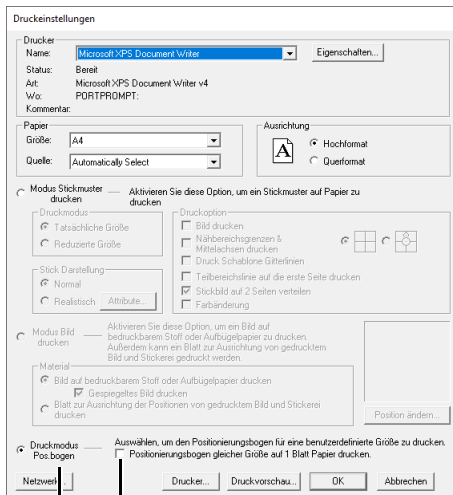 Druckeinstellungen
Drucker
Name: Microsoft XPS Document Writer Eigenschaften...
Status: Bereit
Art: Microsoft XPS Document Writer v4
Wo: PORTPROMPT:
Kommentar:
Papier
Größe: A4
Quelle: Automatically Select
Ausrichtung
A
Hochformat
Querformat
Modus Stickmuster drucken
Aktivieren Sie diese Option, um ein Stickmuster auf Papier zu
drucken
Druckmodus
Tatsächliche Größe
Reduzierte Größe
Stick Darstellung
Normal
Realistisch Attribute...
Druckoption
Bild drucken
Nähbereichsgrenzen &
Mittelachsen drucken
Druck Schablone Gitterlinien
Teilbereichslinie auf die erste Seite drucken
Stickbild auf 2 Seiten verteilen
Farbänderung
Modus Bild
drucken
Aktivieren Sie diese Option, um ein Bild auf
bedruckbarem Stoff oder Aufbügelpapier zu drucken.
Außerdem kann ein Blatt zur Ausrichtung von gedrucktem
Bild und Stickerei gedruckt werden.
Material
Bild auf bedruckbarem Stoff oder Aufbügelpapier drucken
Gespiegeltes Bild drucken
Blatt zur Ausrichtung der Positionen von gedrucktem Bild und Stickerei
drucken
Position ändern...
Druckmodus
Pos.bogen
Auswählen, um den Positionierungsbogen für eine benutzerdefinierte Größe zu drucken.
Positionierungsbogen gleicher Größe auf 1 Blatt Papier drucken.
Netzwerk... Drucker... Druckvorschau... OK Abbrechen